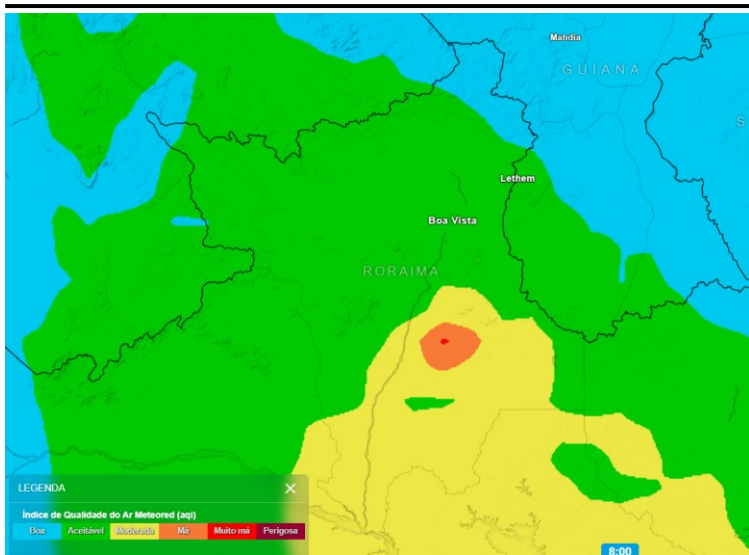 Mahdia
GUIANA
S
Lethem
Boa Vista
RORAIMA
LEGENDA
Índice de Qualidade do Ar Meteored (aqi)
Boa Aceitável Moderada Má Muito má Perigosa
8:00